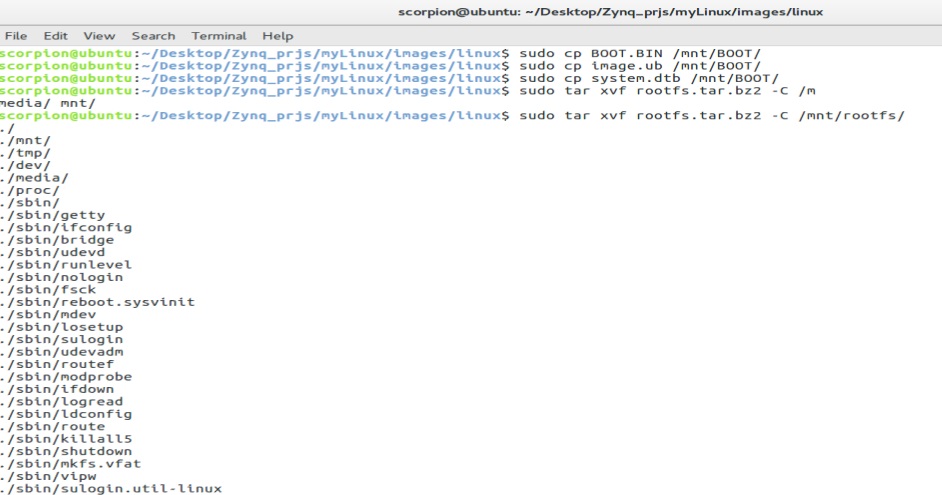 scorpion@ubuntu: ~/Desktop/Zynq_prjs/myLinux/images/linux
File Edit View Search Terminal Help
scorpion@ubuntu:~/Desktop/Zynq_prjs/myLinux/images/linux$ sudo cp BOOT.BIN /mnt/BOOT/
scorpion@ubuntu:~/Desktop/Zynq_prjs/myLinux/images/linux$ sudo cp image.ub /mnt/BOOT/
scorpion@ubuntu:~/Desktop/Zynq_prjs/myLinux/images/linux$ sudo cp system.dtb /mnt/BOOT/
scorpion@ubuntu:~/Desktop/Zynq_prjs/myLinux/images/linux$ sudo tar xvf rootfs.tar.bz2 -C /m
media/ mnt/
scorpion@ubuntu:~/Desktop/Zynq_prjs/myLinux/images/linux$ sudo tar xvf rootfs.tar.bz2 -C /mnt/rootfs/
./
./mnt/
./tmp/
./dev/
./media/
./proc/
./sbin/
./sbin/getty
./sbin/ifconfig
./sbin/bridge
./sbin/udevd
./sbin/runlevel
./sbin/nologin
./sbin/fsck
./sbin/reboot.sysvinit
./sbin/mdev
./sbin/losetup
./sbin/sulogin
./sbin/udevadm
./sbin/routef
./sbin/modprobe
./sbin/ifdown
./sbin/logread
./sbin/ldconfig
./sbin/route
./sbin/killall5
./sbin/shutdown
./sbin/mkfs.vfat
./sbin/vipw
./sbin/sulogin.util-linux